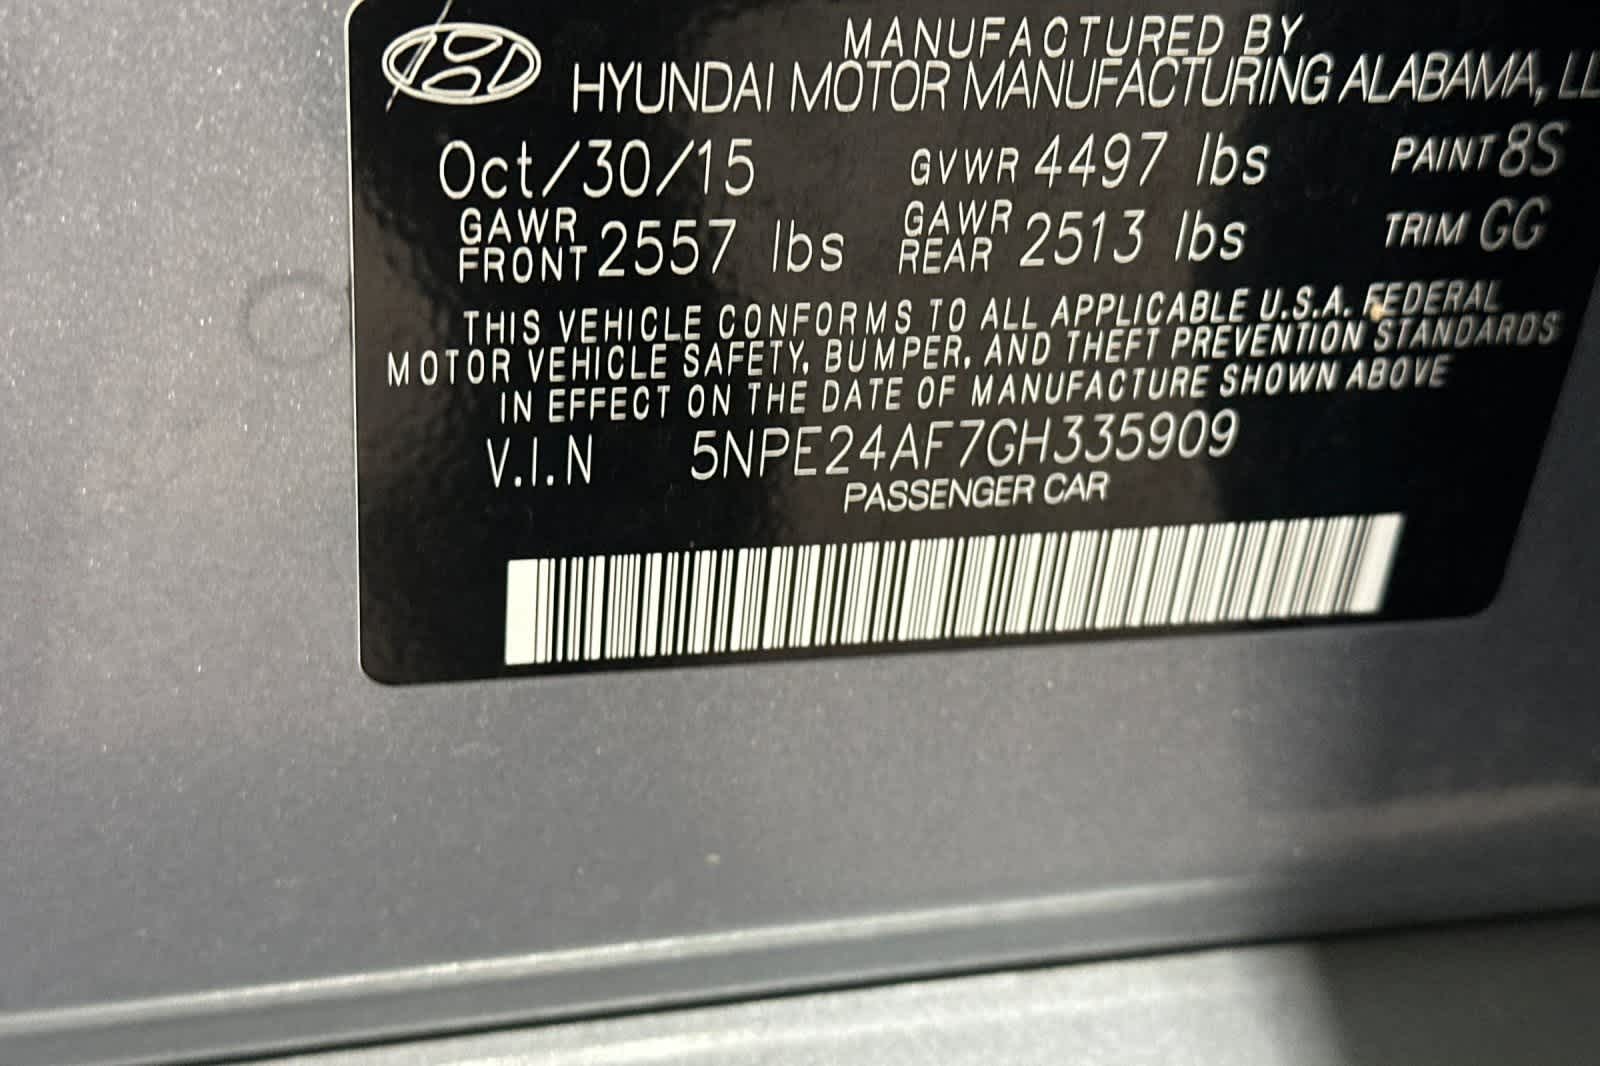 MANUFACTURED BY
HYUNDAI MOTOR MANUFACTURING ALABAMA, LL
Oct/30/15 GVWR 4497 lbs PAINT 8S
GAWR FRONT 2557 lbs GAWR REAR 2513 lbs TRIM GG
THIS VEHICLE CONFORMS TO ALL APPLICABLE U.S.A. FEDERAL
MOTOR VEHICLE SAFETY, BUMPER, AND THEFT PREVENTION STANDARDS
IN EFFECT ON THE DATE OF MANUFACTURE SHOWN ABOVE
V.I.N 5NPE24AF7GH335909
PASSENGER CAR